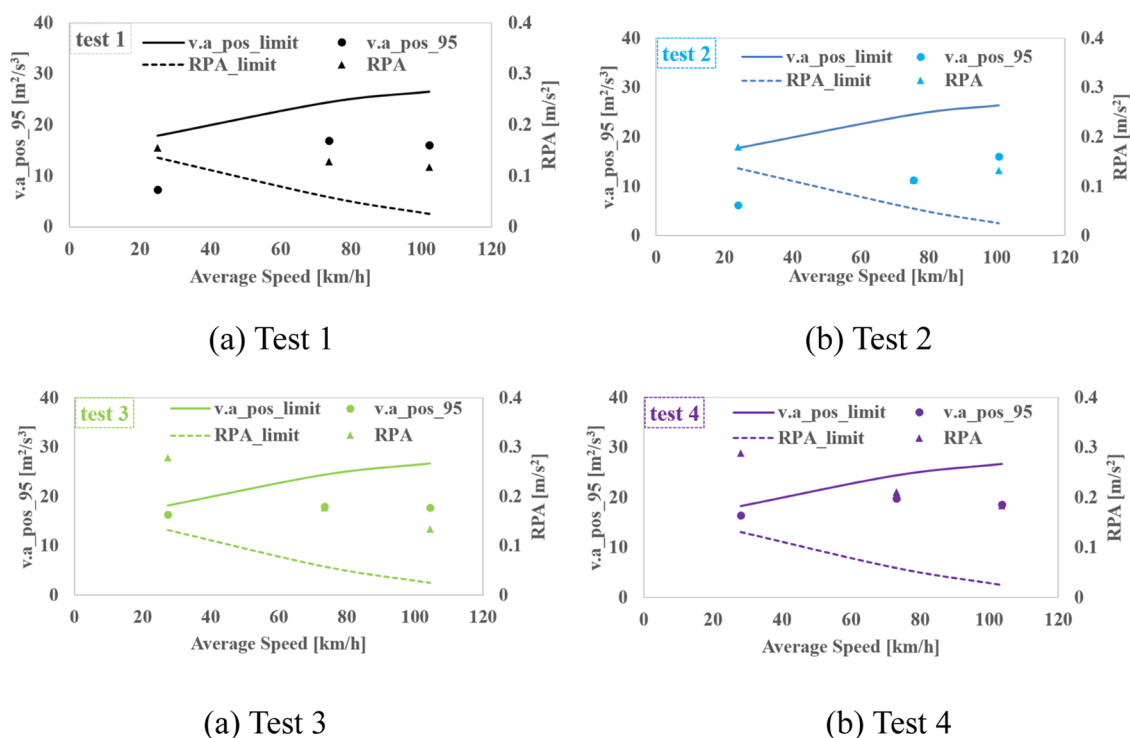 test 1
v.a_pos_limit
v.a_pos_95
RPA_limit
RPA
v.a_pos_95 [m²/s³]
40
30
20
10
0
RPA [m/s²]
0.4
0.3
0.2
0.1
0
0 20 40 60 80 100 120
Average Speed [km/h]
(a) Test 1
test 2
v.a_pos_limit
v.a_pos_95
RPA_limit
RPA
v.a_pos_95 [m²/s³]
40
30
20
10
0
RPA [m/s²]
0.4
0.3
0.2
0.1
0
0 20 40 60 80 100 120
Average Speed [km/h]
(b) Test 2
test 3
v.a_pos_limit
v.a_pos_95
RPA_limit
RPA
v.a_pos_95 [m²/s³]
40
30
20
10
0
RPA [m/s²]
0.4
0.3
0.2
0.1
0
0 20 40 60 80 100 120
Average Speed [km/h]
(a) Test 3
test 4
v.a_pos_limit
v.a_pos_95
RPA_limit
RPA
v.a_pos_95 [m²/s³]
40
30
20
10
0
RPA [m/s²]
0.4
0.3
0.2
0.1
0
0 20 40 60 80 100 120
Average Speed [km/h]
(b) Test 4